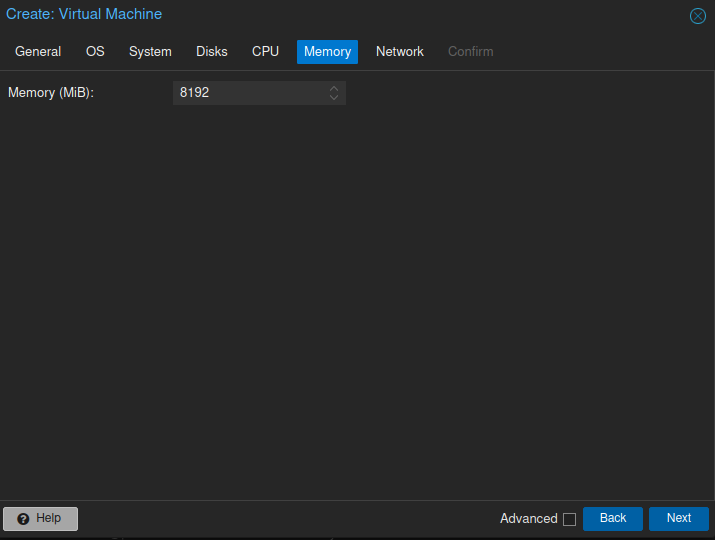 Create: Virtual Machine
General OS System Disks CPU Memory Network Confirm
Memory (MiB): 8192
Help Advanced Back Next